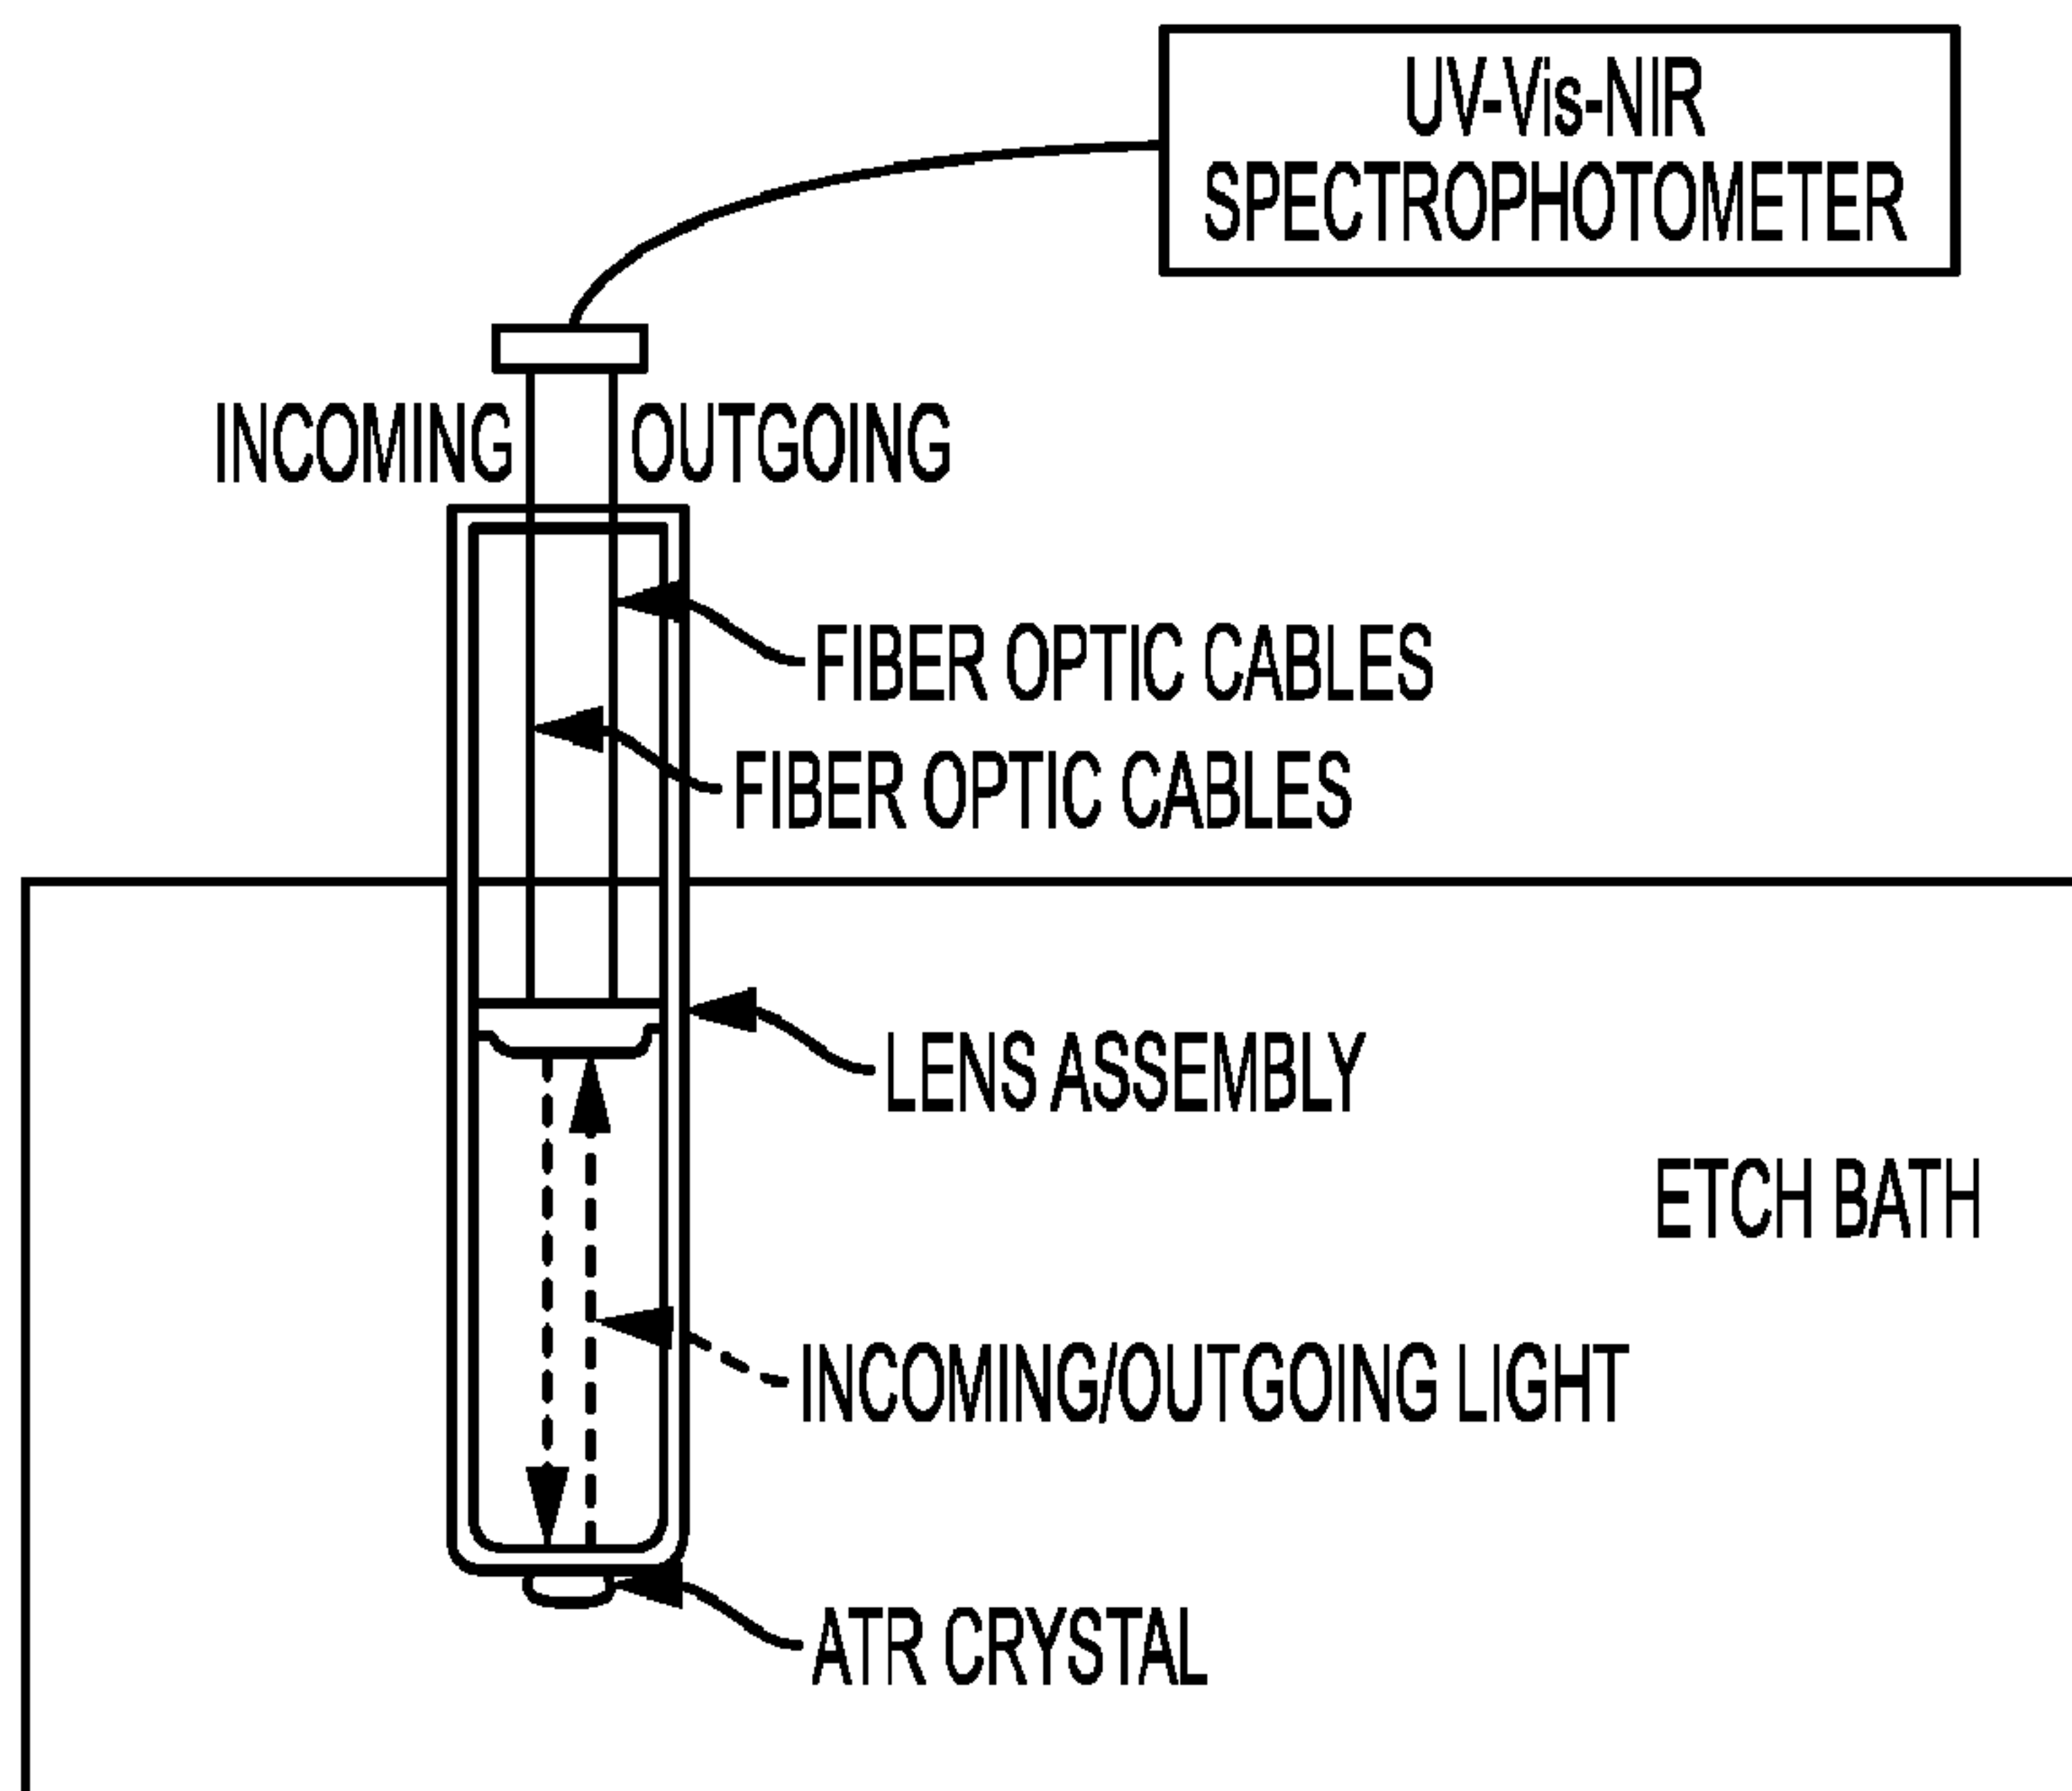 UV-Vis-NIR
SPECTROPHOTOMETER
INCOMING OUTGOING
FIBER OPTIC CABLES
FIBER OPTIC CABLES
LENS ASSEMBLY
ETCH BATH
INCOMING/OUTGOING LIGHT
ATR CRYSTAL